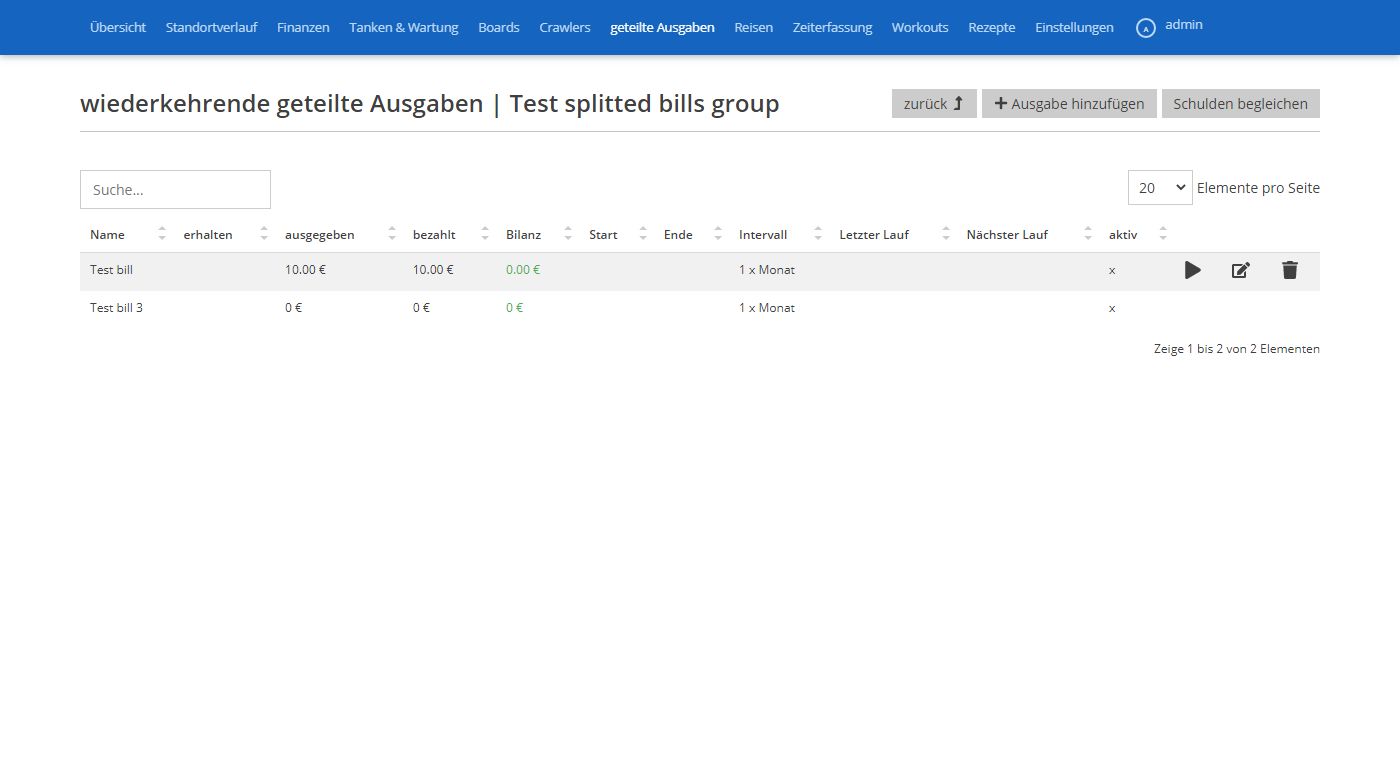 Übersicht Standortverlauf Finanzen Tanken & Wartung Boards Crawlers geteilte Ausgaben Reisen Zeiterfassung Workouts Rezepte Einstellungen A admin
wiederkehrende geteilte Ausgaben | Test splitted bills group zurück Ausgabe hinzufügen Schulden begleichen
Suche... 20 Elemente pro Seite
Name erhalten ausgegeben bezahlt Bilanz Start Ende Intervall Letzter Lauf Nächster Lauf aktiv
Test bill 10.00 € 10.00 € 0.00 € 1 x Monat x
Test bill 3 0 € 0 € 0 € 1 x Monat x
Zeige 1 bis 2 von 2 Elementen